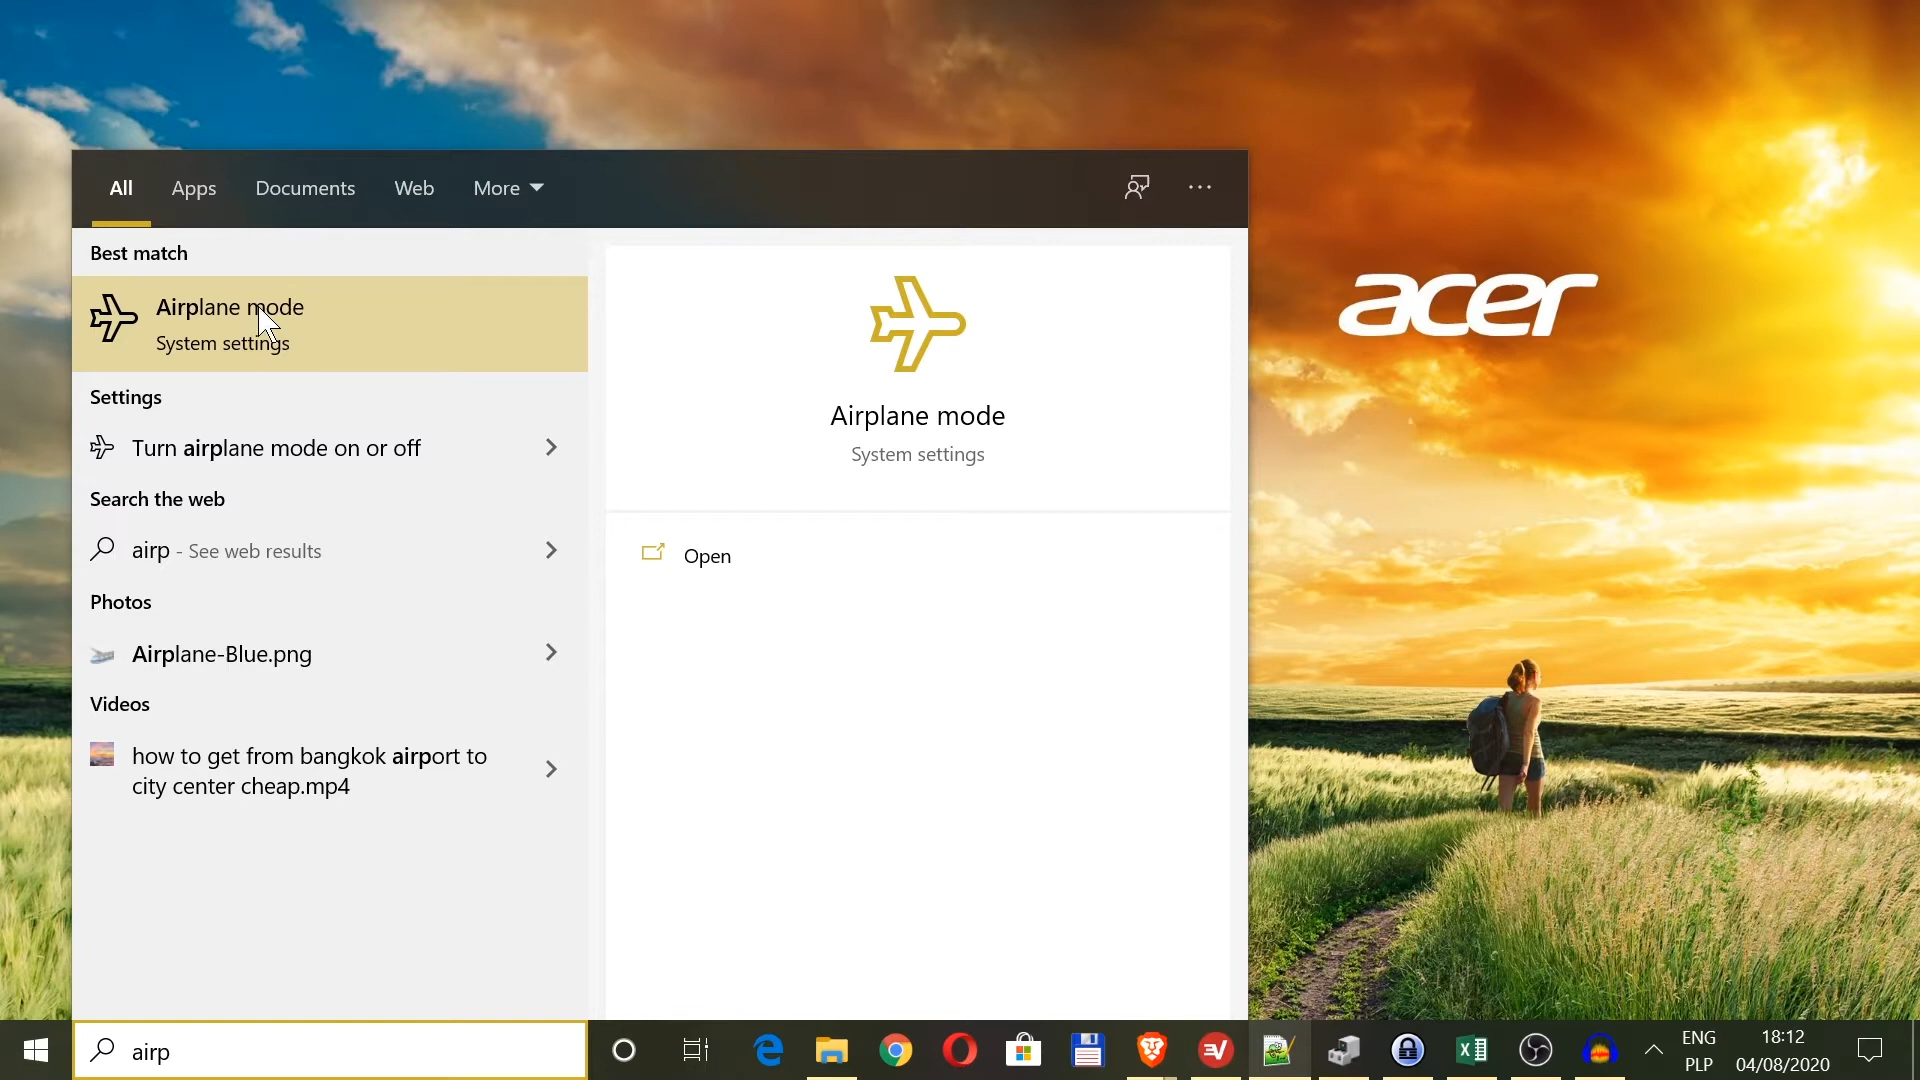 All Apps Documents Web More
Best match
Airplane mode
System settings
Settings
Turn airplane mode on or off
Search the web
airp - See web results
Photos
Airplane-Blue.png
Videos
how to get from bangkok airport to
city center cheap.mp4
Airplane mode
System settings
Open
acer
airp
ENG
PLP
18:12
04/08/2020